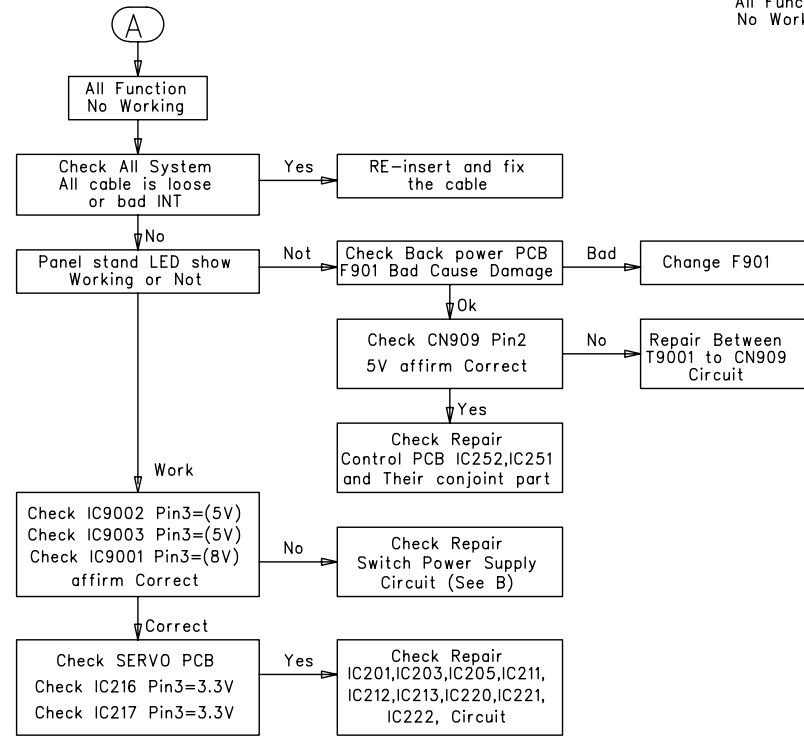 A
All Func
No Work
All Function
No Working
Check All System
All cable is loose
or bad INT
Yes
RE-insert and fix
the cable
No
Panel stand LED show
Working or Not
Not
Check Back power PCB
F901 Bad Cause Damage
Bad
Change F901
Ok
Check CN909 Pin2
5V affirm Correct
No
Repair Between
T9001 to CN909
Circuit
Yes
Check Repair
Control PCB IC252,IC251
and Their conjoint part
Work
Check IC9002 Pin3=(5V)
Check IC9003 Pin3=(5V)
Check IC9001 Pin3=(8V)
affirm Correct
No
Check Repair
Switch Power Supply
Circuit (See B)
Correct
Check SERVO PCB
Check IC216 Pin3=3.3V
Check IC217 Pin3=3.3V
Yes
Check Repair
IC201,IC203,IC205,IC211,
IC212,IC213,IC220,IC221,
IC222, Circuit